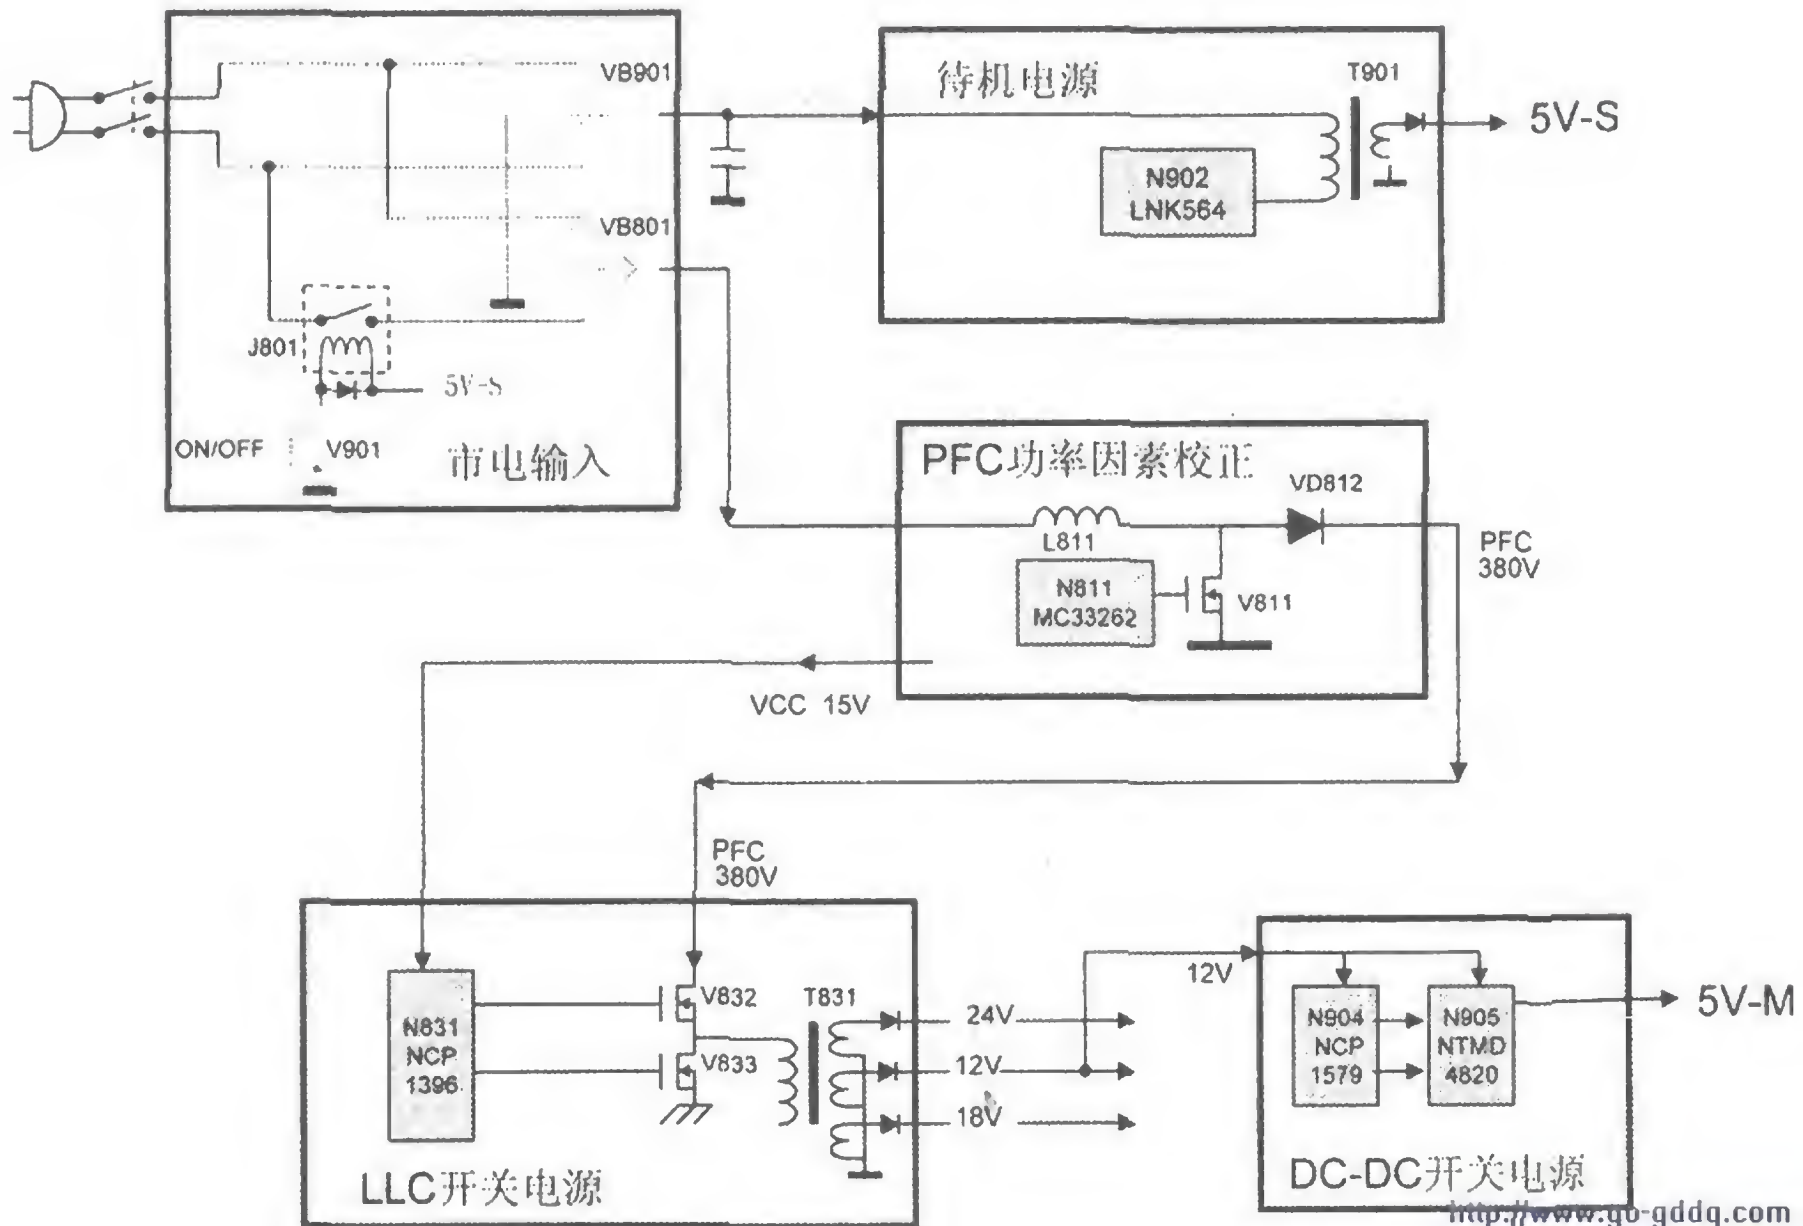 VB901
VB801
J801
5V-S
ON/OFF
V901
市电输入
待机电源
T901
N902
LNK564
5V-S
PFC功率因素校正
VD812
L811
N811
MC33262
V811
PFC
380V
VCC 15V
PFC
380V
N831
NCP
1396
V832
V833
T831
24V
12V
18V
LLC开关电源
12V
N904
NCP
1579
N905
NTMD
4820
5V-M
DC-DC开关电源
http://www.go-gddq.com